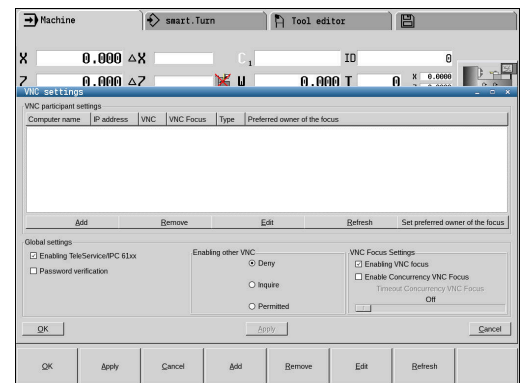 Machine smart.Turn Tool editor
X 0.000 ΔX C 1 ID 0
Z 0.000 ΔZ W 0.000 T 0 X 0.0000
VNC settings
VNC participant settings
Computer name IP address VNC VNC Focus Type Preferred owner of the focus
Add Remove Edit Refresh Set preferred owner of the focus
Global settings
Enabling TeleService/IPC 61xx
Password verification
Enabling other VNC
Deny
Inquire
Permitted
VNC Focus Settings
Enabling VNC focus
Enable Concurrency VNC Focus
Timeout Concurrency VNC Focus
Off
OK Apply Cancel
OK Apply Cancel Add Remove Edit Refresh